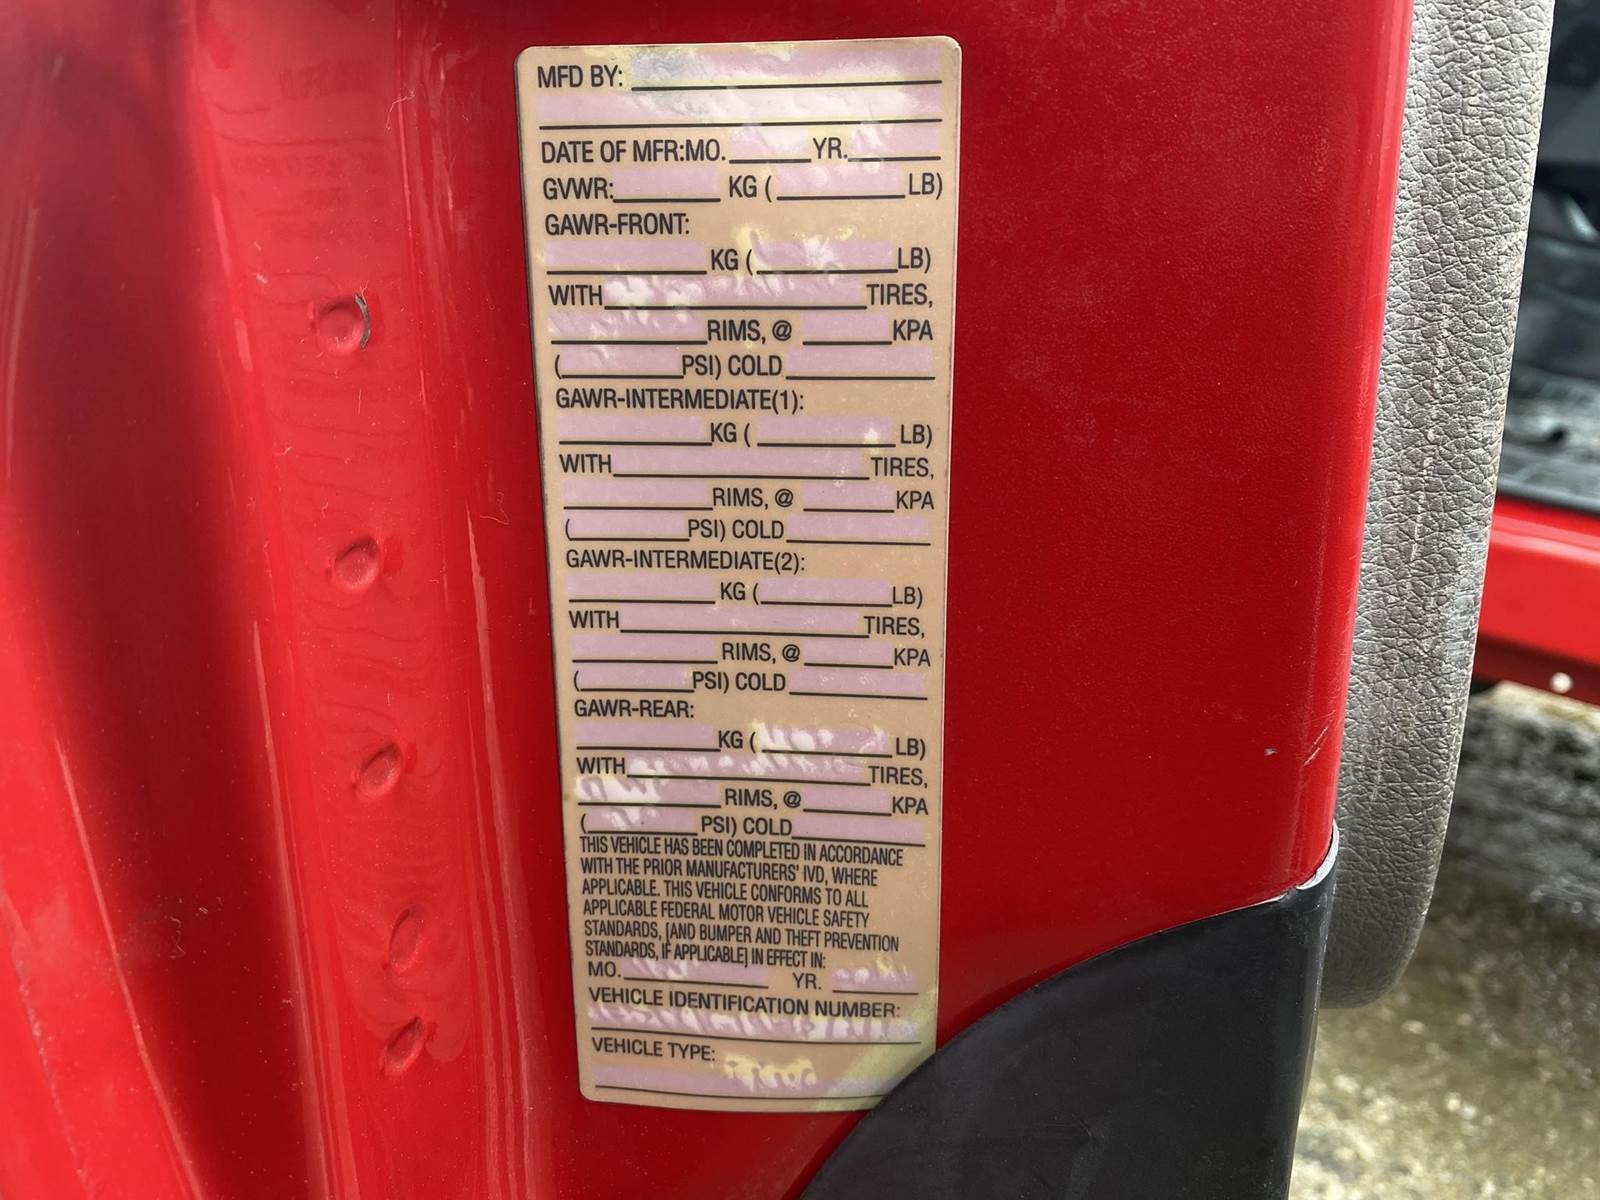 MFD BY:
DATE OF MFR:MO. YR.
GVWR: KG ( LB)
GAWR-FRONT:
KG ( LB)
WITH TIRES,
RIMS, @ KPA
( PSI) COLD
GAWR-INTERMEDIATE(1):
KG ( LB)
WITH TIRES,
RIMS, @ KPA
( PSI) COLD
GAWR-INTERMEDIATE(2):
KG ( LB)
WITH TIRES,
RIMS, @ KPA
( PSI) COLD
GAWR-REAR:
KG ( LB)
WITH TIRES,
RIMS, @ KPA
( PSI) COLD
THIS VEHICLE HAS BEEN COMPLETED IN ACCORDANCE
WITH THE PRIOR MANUFACTURERS' IVD, WHERE
APPLICABLE. THIS VEHICLE CONFORMS TO ALL
APPLICABLE FEDERAL MOTOR VEHICLE SAFETY
STANDARDS, [AND BUMPER AND THEFT PREVENTION
STANDARDS, IF APPLICABLE] IN EFFECT IN:
MO. YR.
VEHICLE IDENTIFICATION NUMBER:
VEHICLE TYPE: